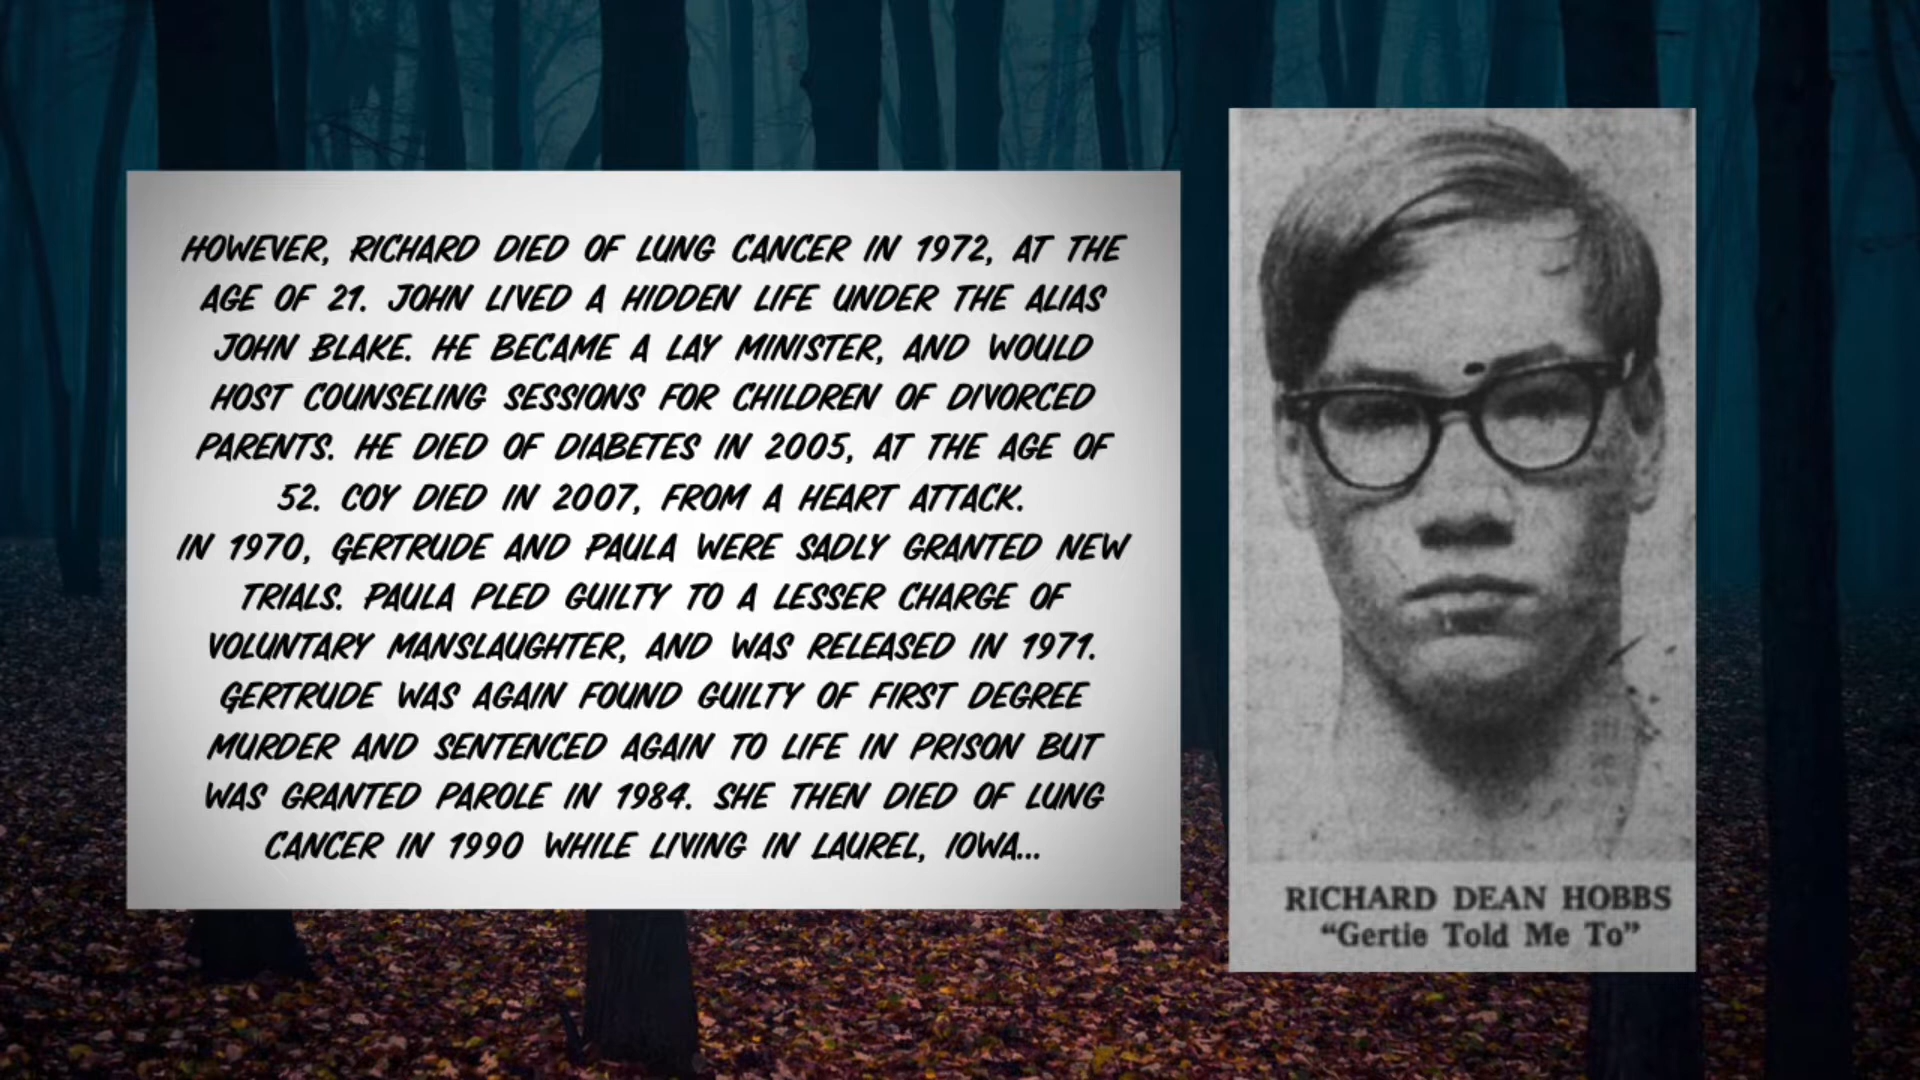 HOWEVER, RICHARD DIED OF LUNG CANCER IN 1972, AT THE
AGE OF 21. JOHN LIVED A HIDDEN LIFE UNDER THE ALIAS
JOHN BLAKE. HE BECAME A LAY MINISTER, AND WOULD
HOST COUNSELING SESSIONS FOR CHILDREN OF DIVORCED
PARENTS. HE DIED OF DIABETES IN 2005, AT THE AGE OF
52. COY DIED IN 2007, FROM A HEART ATTACK.
IN 1970, GERTRUDE AND PAULA WERE SADLY GRANTED NEW
TRIALS. PAULA PLED GUILTY TO A LESSER CHARGE OF
VOLUNTARY MANSLAUGHTER, AND WAS RELEASED IN 1971.
GERTRUDE WAS AGAIN FOUND GUILTY OF FIRST DEGREE
MURDER AND SENTENCED AGAIN TO LIFE IN PRISON BUT
WAS GRANTED PAROLE IN 1984. SHE THEN DIED OF LUNG
CANCER IN 1990 WHILE LIVING IN LAUREL, IOWA...
RICHARD DEAN HOBBS
“Gertie Told Me To”